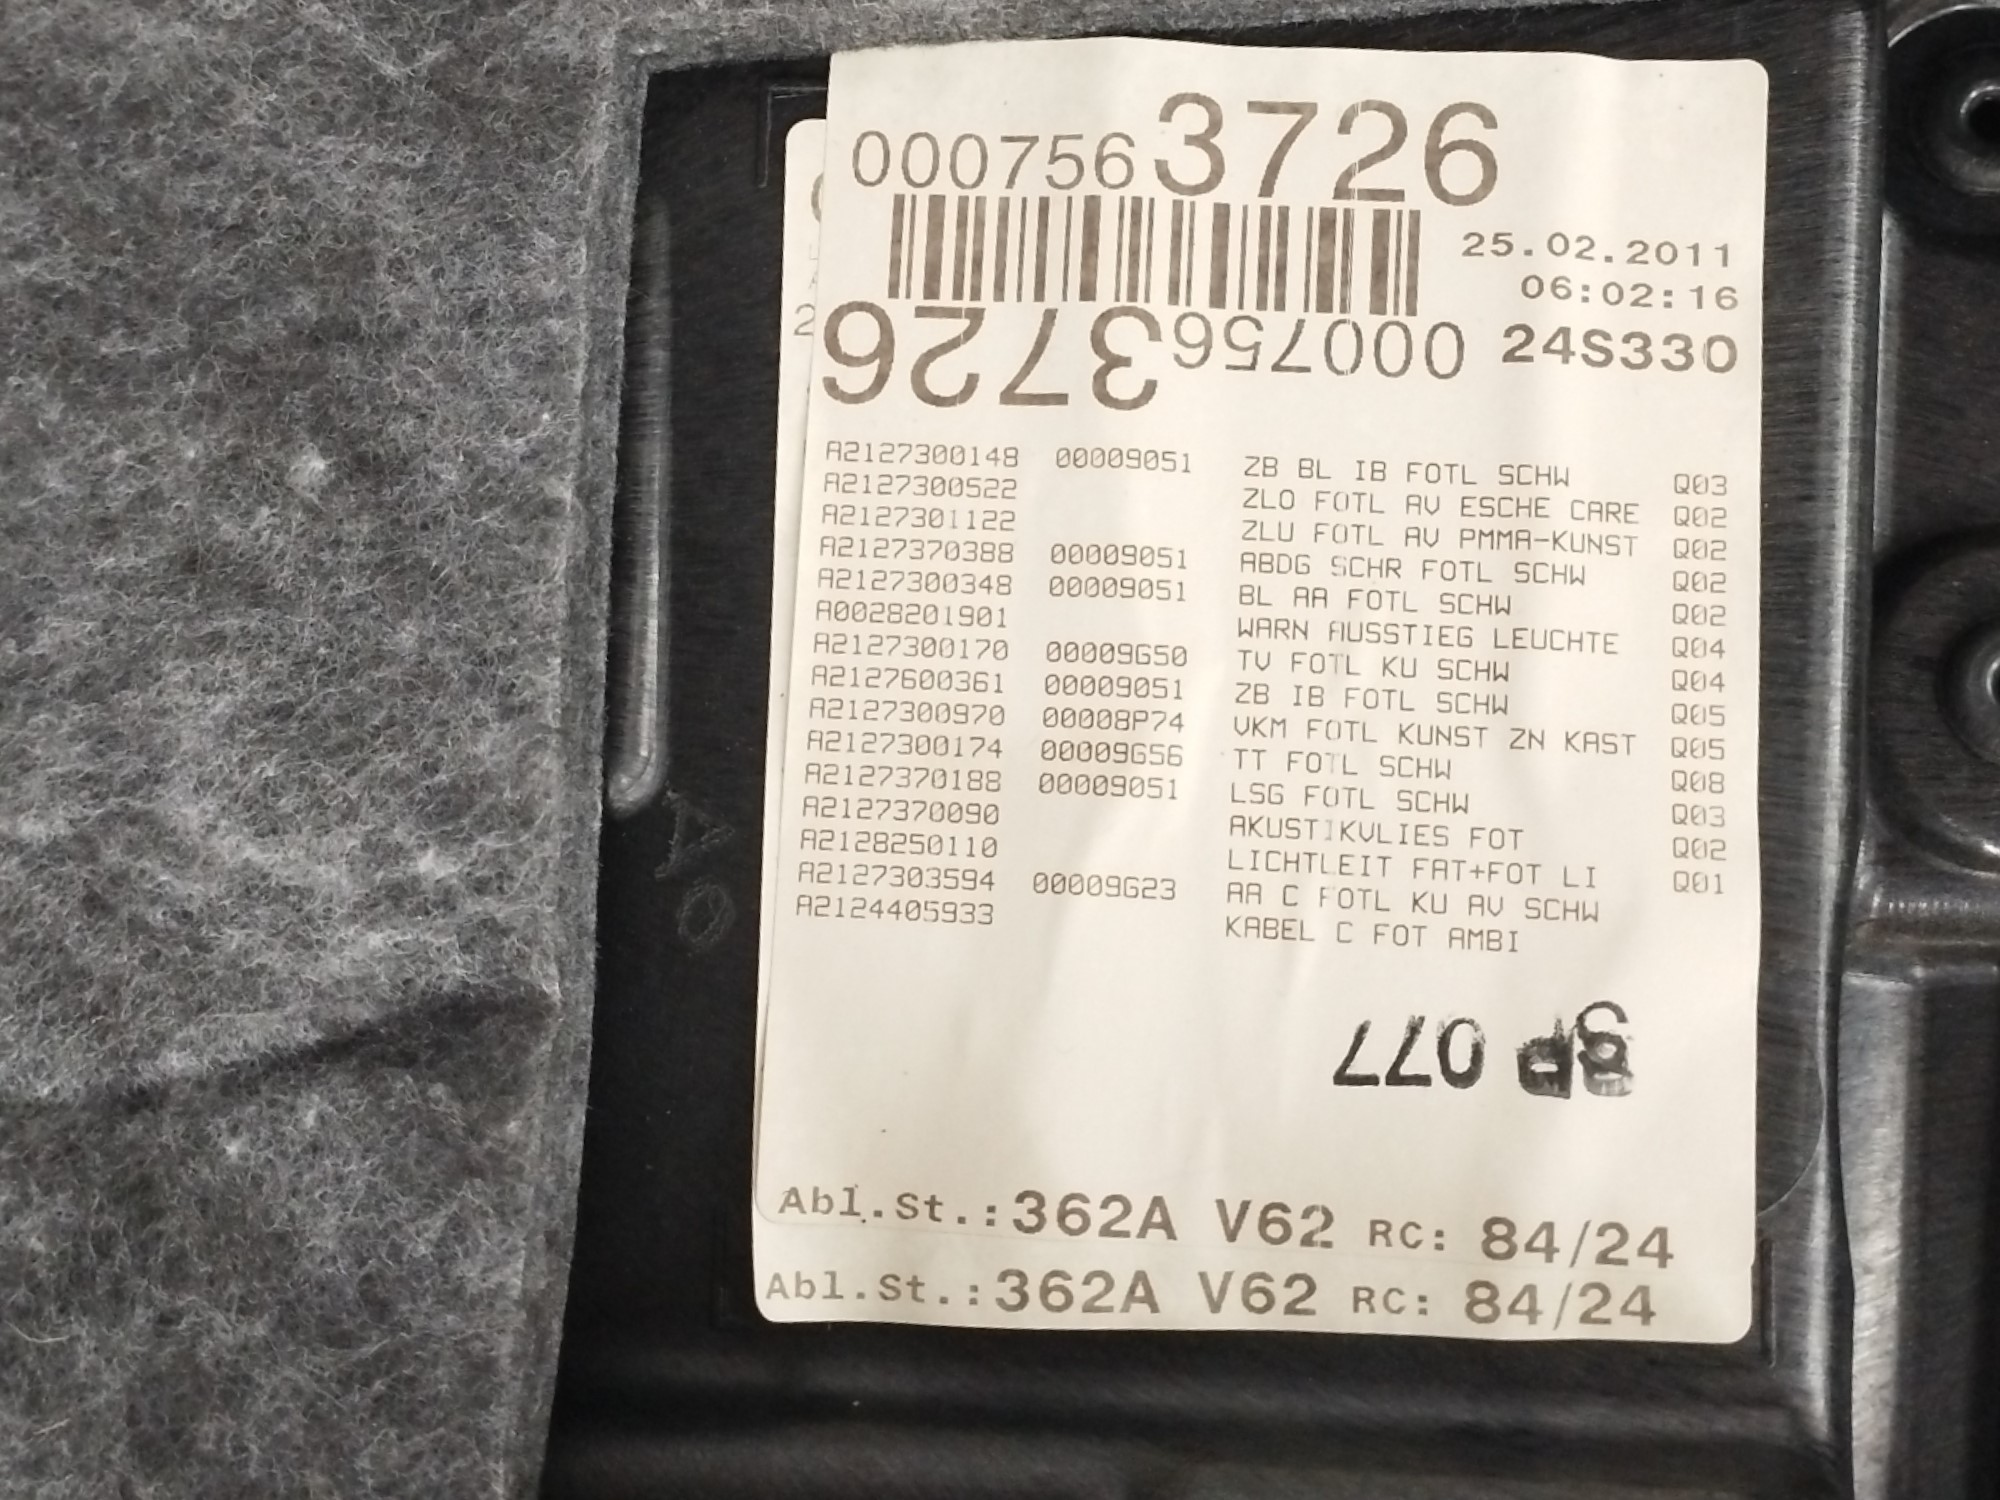 0007563726
25.02.2011
06:02:16
0007563726 24S330
A2127300148 00009051 ZB BL IB FOTL SCHW Q03
A2127300522 ZLO FOTL AV ESCHE CARE Q02
A2127301122 ZLU FOTL AV PMMA-KUNST Q02
A2127370388 00009051 ABDG SCHR FOTL SCHW Q02
A2127300348 00009051 BL AA FOTL SCHW Q02
A0028201901 WARN AUSSTIEG LEUCHTE Q04
A2127300170 00009G50 TV FOTL KU SCHW Q04
A2127600361 00009051 ZB IB FOTL SCHW Q05
A2127300970 00008P74 VKM FOTL KUNST ZN KAST Q05
A2127300174 00009G56 TT FOTL SCHW Q08
A2127370188 00009051 LSG FOTL SCHW Q03
A2127370090 AKUSTIKVLIES FOT Q02
A2128250110 LICHTLEIT FAT+FOT LI Q01
A2127303594 00009G23 AA C FOTL KU AV SCHW
A2124405933 KABEL C FOT AMBI
077
Abl.St.:362A V62 RC: 84/24
Abl.St.:362A V62 RC: 84/24